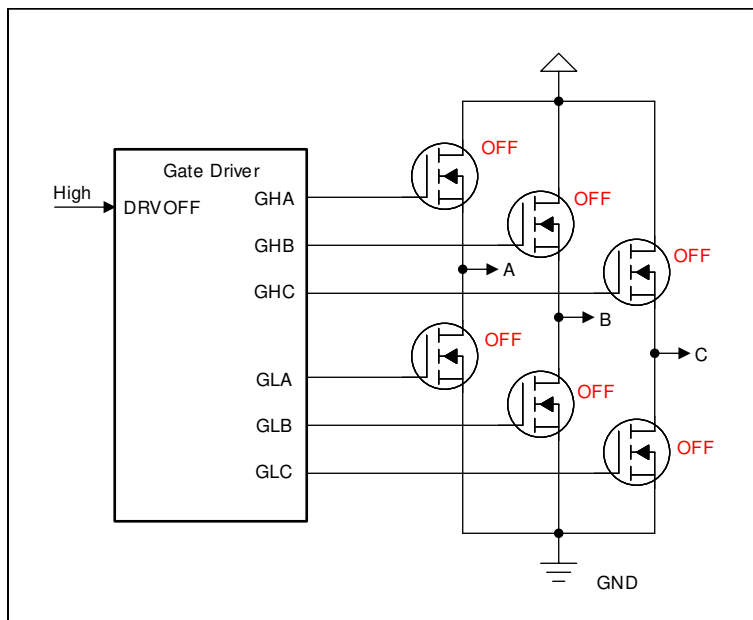 Gate Driver
High
DRVOFF
GHA
GHB
GHC
GLA
GLB
GLC
OFF
OFF
OFF
A
B
C
OFF
OFF
OFF
GND